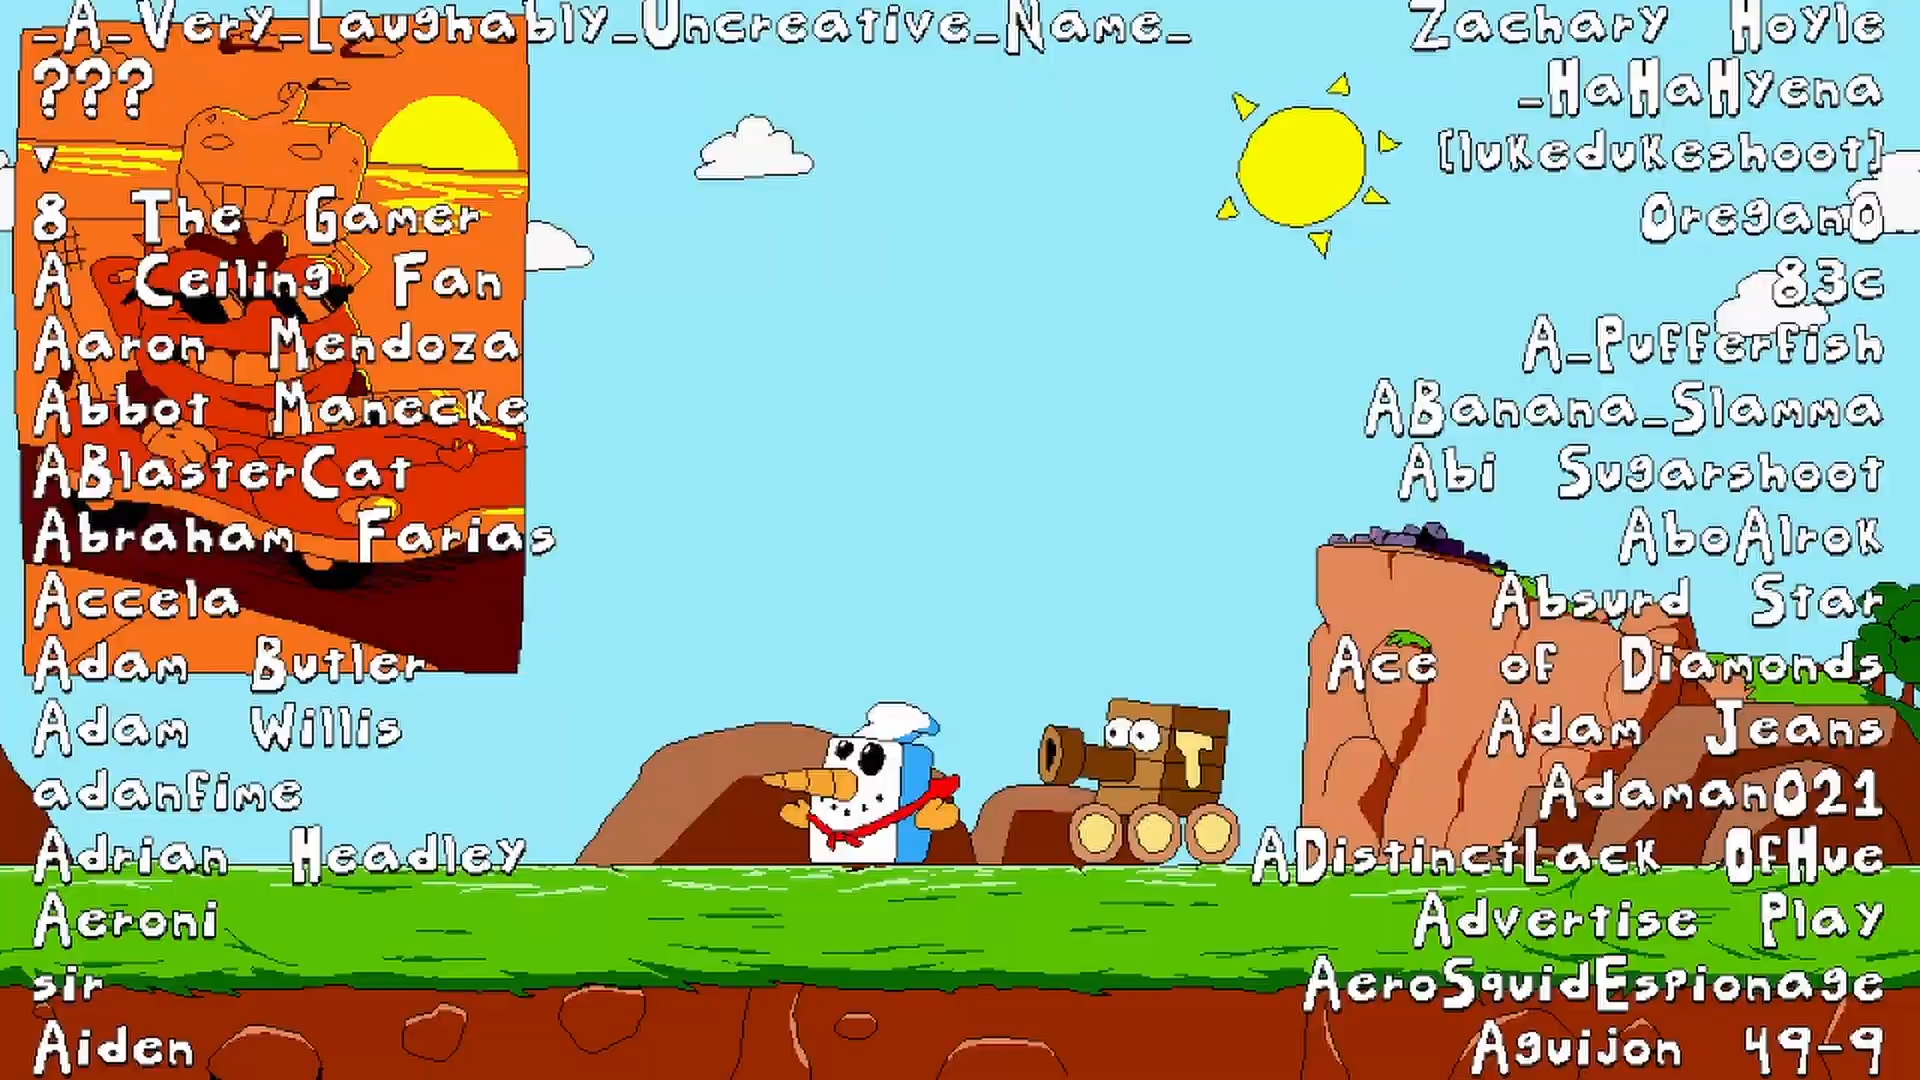 _A_Very_Laughably_Uncreative_Name_ Zachary Hoyle
??? _HaHaHyena
▼ [lukedukeshoot]
8 The Gamer Oregan0
A Ceiling Fan 83c
Aaron Mendoza A_Pufferfish
Abbot Manecke ABanana_Slamma
ABlasterCat Abi Sugarshoot
Abraham Farias AboAlrok
Accela Absurd Star
Adam Butler Ace of Diamonds
Adam Willis Adam Jeans
adanfime Adaman021
Adrian Headley ADistinctLack OfHue
Aeroni Advertise Play
sir AeroSquidEspionage
Aiden Aguijon 49-9